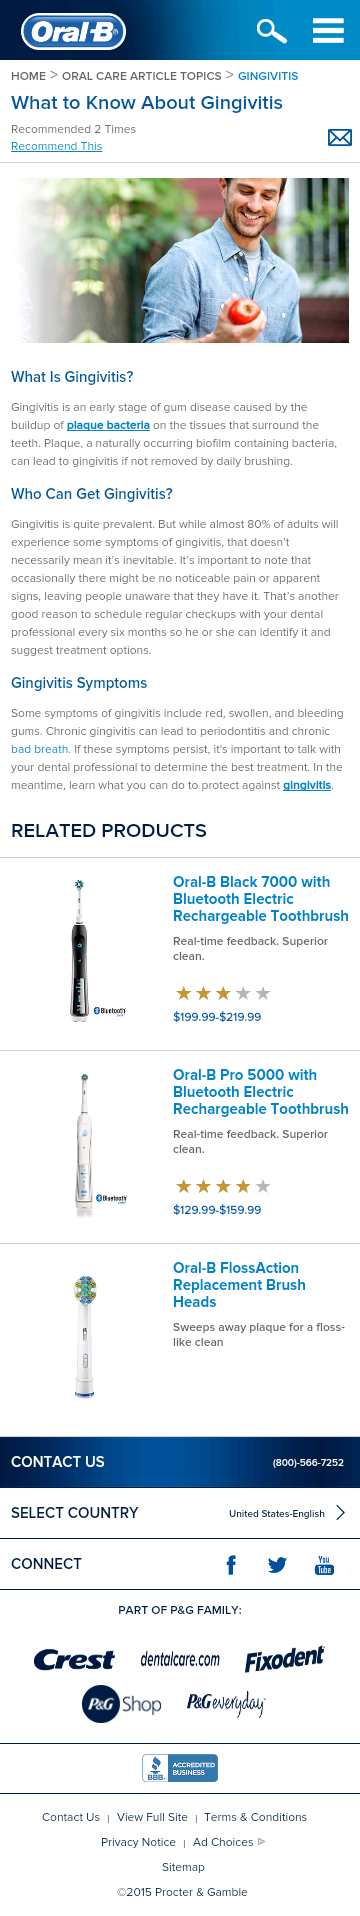 Oral-B®
HOME > ORAL CARE ARTICLE TOPICS > GINGIVITIS
What to Know About Gingivitis
Recommended 2 Times
Recommend This
What Is Gingivitis?
Gingivitis is an early stage of gum disease caused by the
buildup of plaque bacteria on the tissues that surround the
teeth. Plaque, a naturally occurring biofilm containing bacteria,
can lead to gingivitis if not removed by daily brushing.
Who Can Get Gingivitis?
Gingivitis is quite prevalent. But while almost 80% of adults will
experience some symptoms of gingivitis, that doesn't
necessarily mean it's inevitable. It's important to note that
occasionally there might be no noticeable pain or apparent
signs, leaving people unaware that they have it. That's another
good reason to schedule regular checkups with your dental
professional every six months so he or she can identify it and
suggest treatment options.
Gingivitis Symptoms
Some symptoms of gingivitis include red, swollen, and bleeding
gums. Chronic gingivitis can lead to periodontitis and chronic
bad breath. If these symptoms persist, it's important to talk with
your dental professional to determine the best treatment. In the
meantime, learn what you can do to protect against gingivitis.
RELATED PRODUCTS
Oral-B Black 7000 with
Bluetooth Electric
Rechargeable Toothbrush
Real-time feedback. Superior
clean.
Bluetooth
$199.99-$219.99
Oral-B Pro 5000 with
Bluetooth Electric
Rechargeable Toothbrush
Real-time feedback. Superior
clean.
Bluetooth
$129.99-$159.99
Oral-B FlossAction
Replacement Brush
Heads
Sweeps away plaque for a floss-
like clean
CONTACT US (800)-566-7252
SELECT COUNTRY United States-English
CONNECT
You
Tube
PART OF P&G FAMILY:
Crest dentalcare.com Fixodent
P&G Shop P&G everyday
BBB. ACCREDITED
BUSINESS
Contact Us | View Full Site | Terms & Conditions
Privacy Notice | Ad Choices
Sitemap
©2015 Procter & Gamble